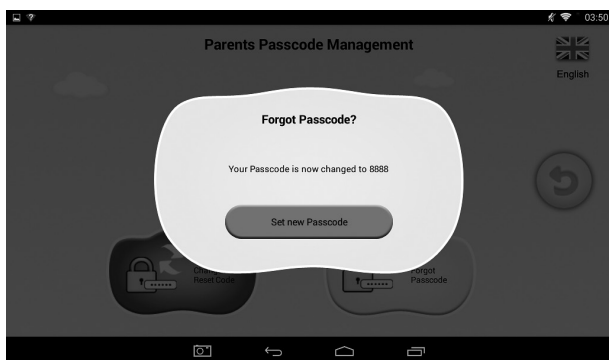 03:50
Parents Passcode Management
English
Forgot Passcode?
Your Passcode is now changed to 8888
Set new Passcode
Reset Code
Forgot
Passcode